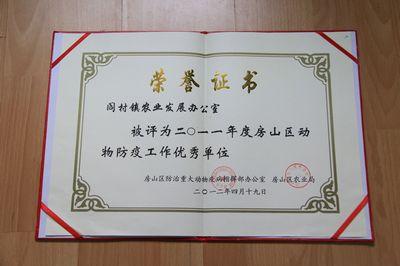 荣誉证书
阎村镇农业发展办公室
被评为二〇一一年度房山区动
物防疫工作优秀单位
房山区防治重大动物疫病指挥部办公室 房山区农业局
二〇一二年四月十九日